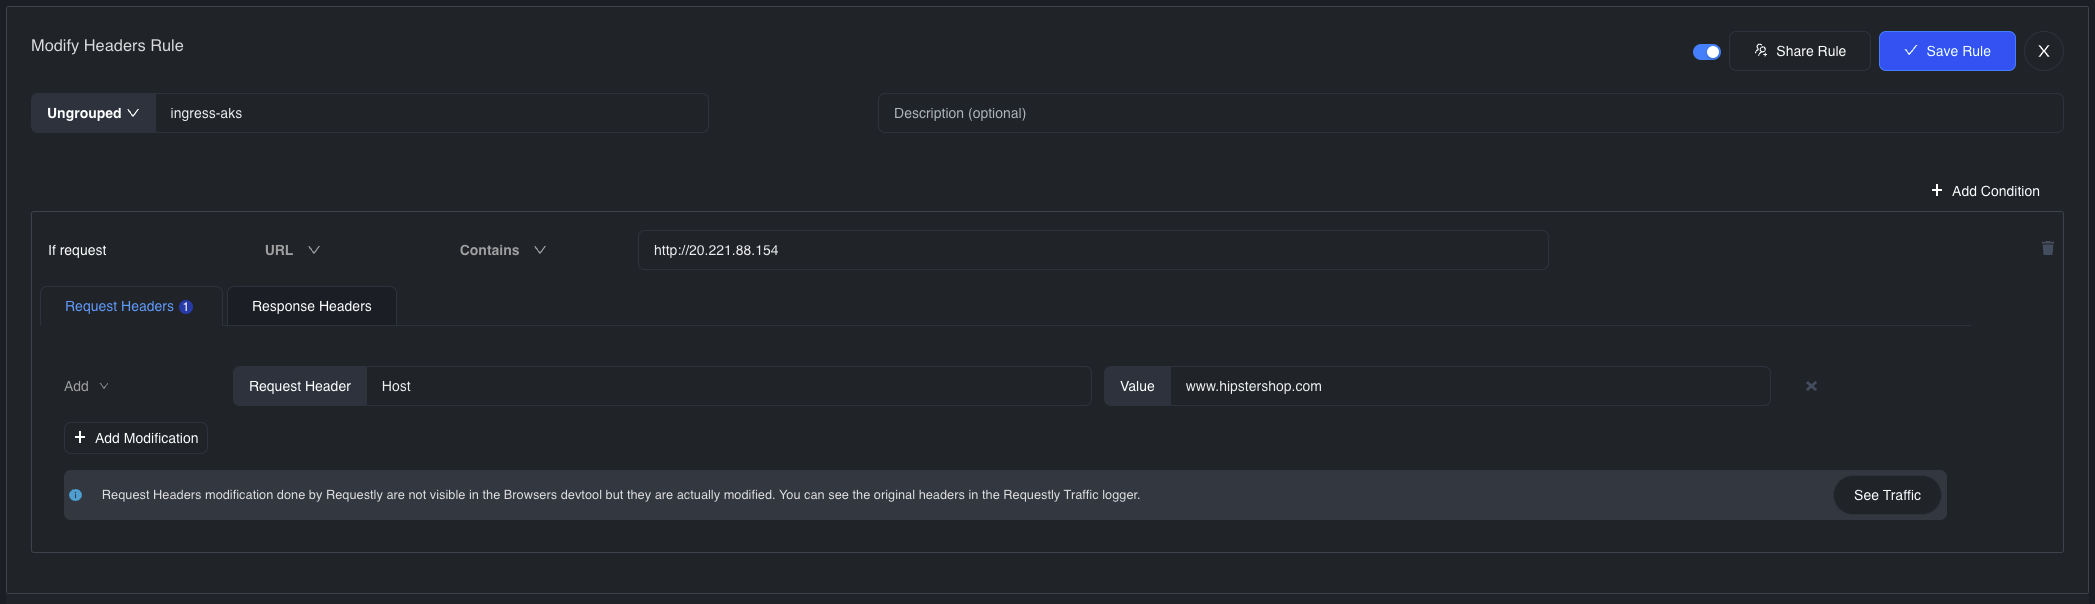 Modify Headers Rule
Share Rule
Save Rule
X
Ungrouped
ingress-aks
Description (optional)
+ Add Condition
If request
URL
Contains
http://20.221.88.154
Request Headers 1
Response Headers
Add
Request Header
Host
Value
www.hipstershop.com
+ Add Modification
Request Headers modification done by Requestly are not visible in the Browsers devtool but they are actually modified. You can see the original headers in the Requestly Traffic logger.
See Traffic